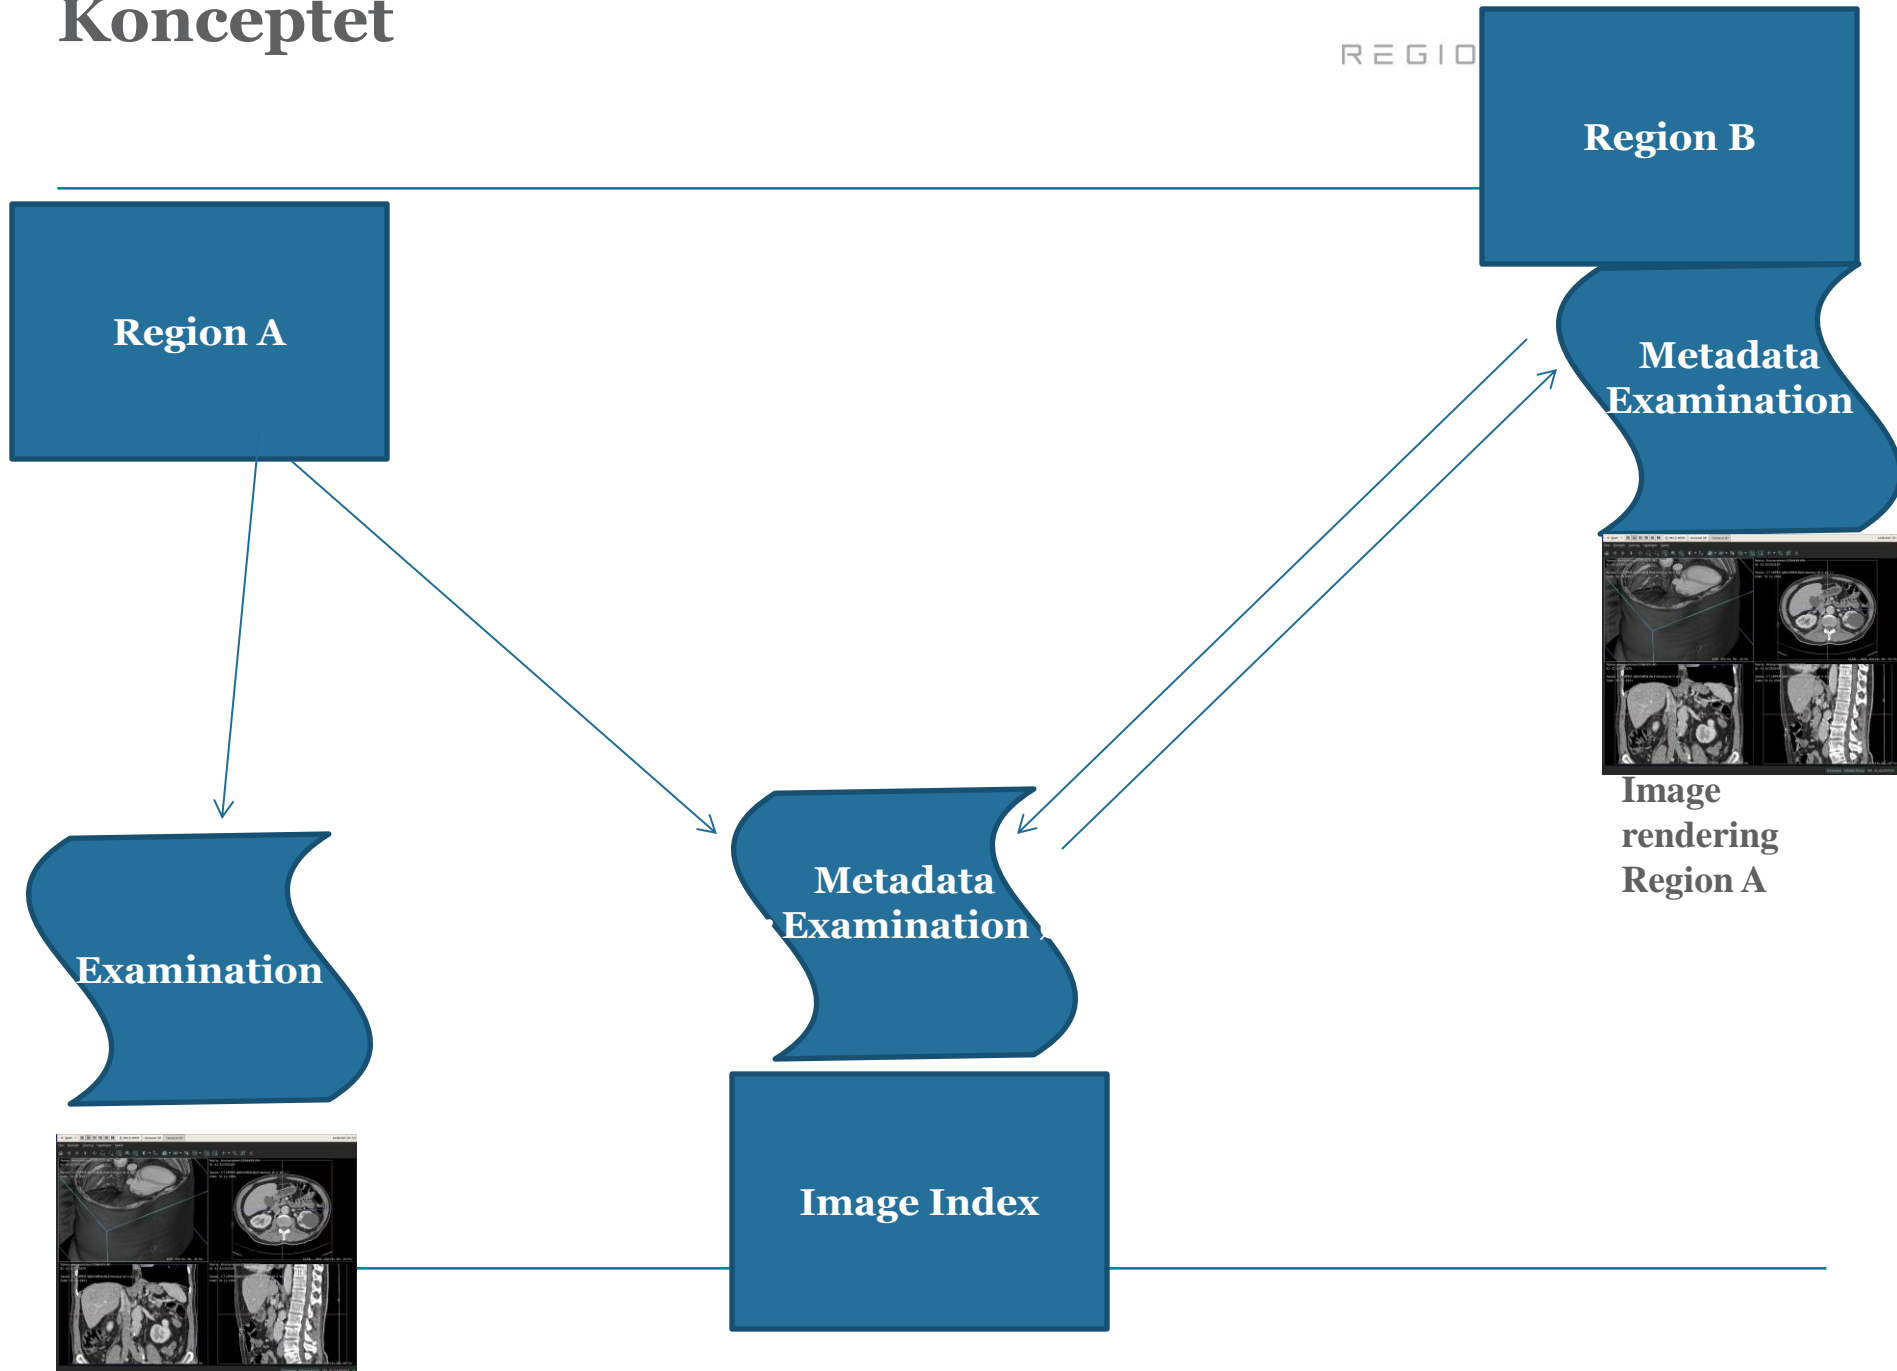 Konceptet
REGIO
Region B
Region A
Metadata
Examination
Image
rendering
Region A
Metadata
Examination
Examination
Image Index